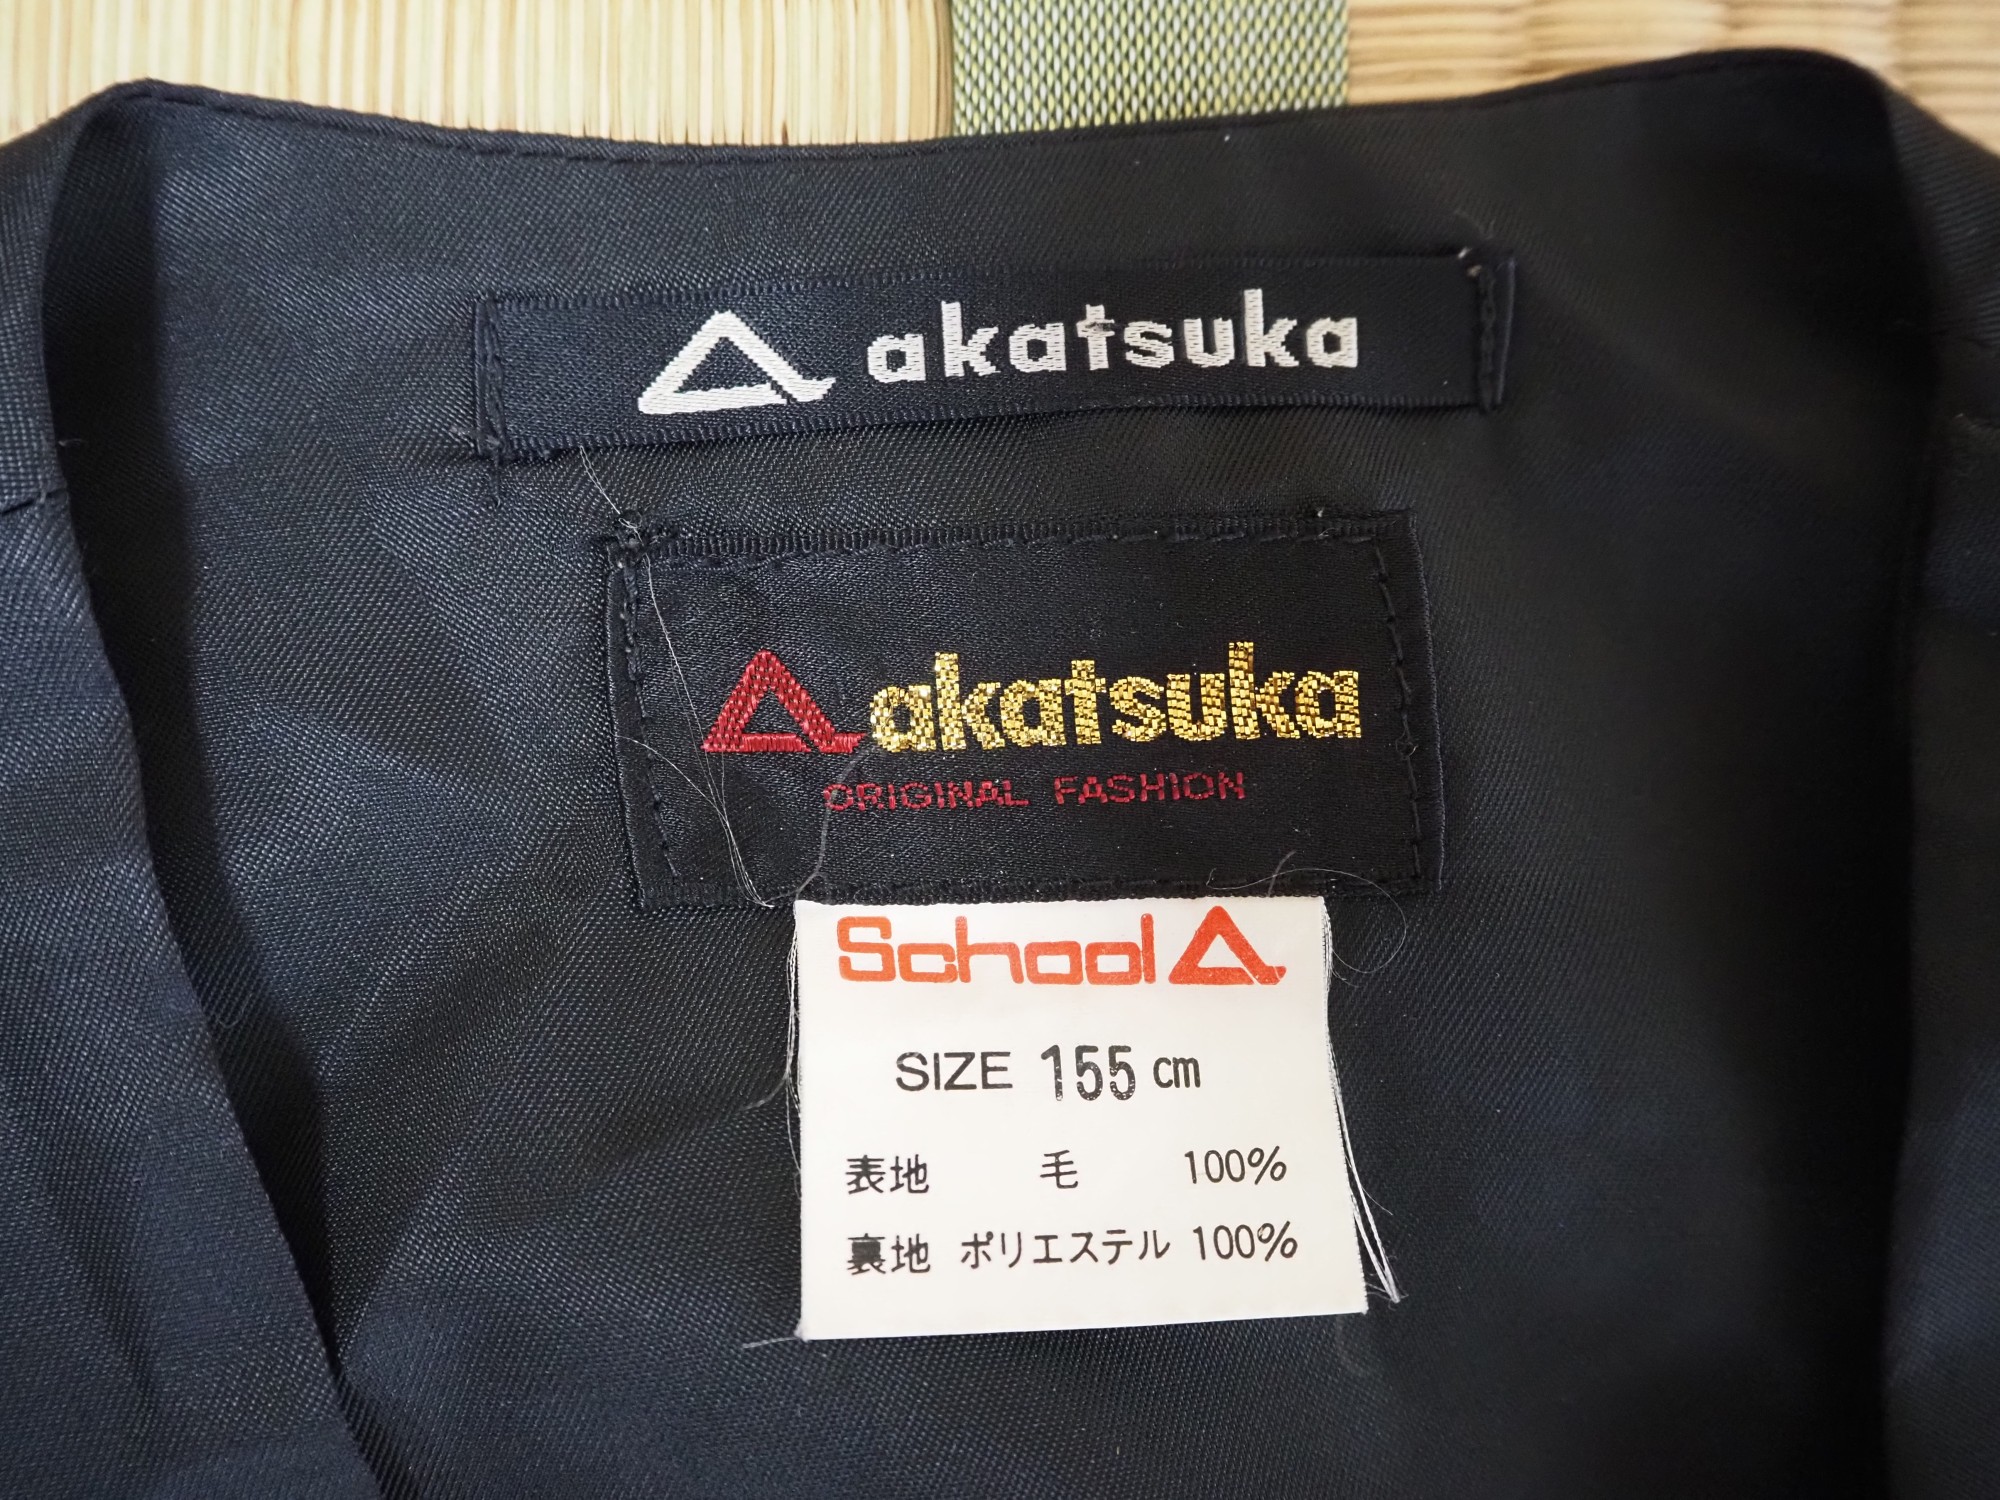 akatsuka
akatsuka
ORIGINAL FASHION
School
SIZE 155 cm
表地 毛 100%
裏地 ポリエステル 100%